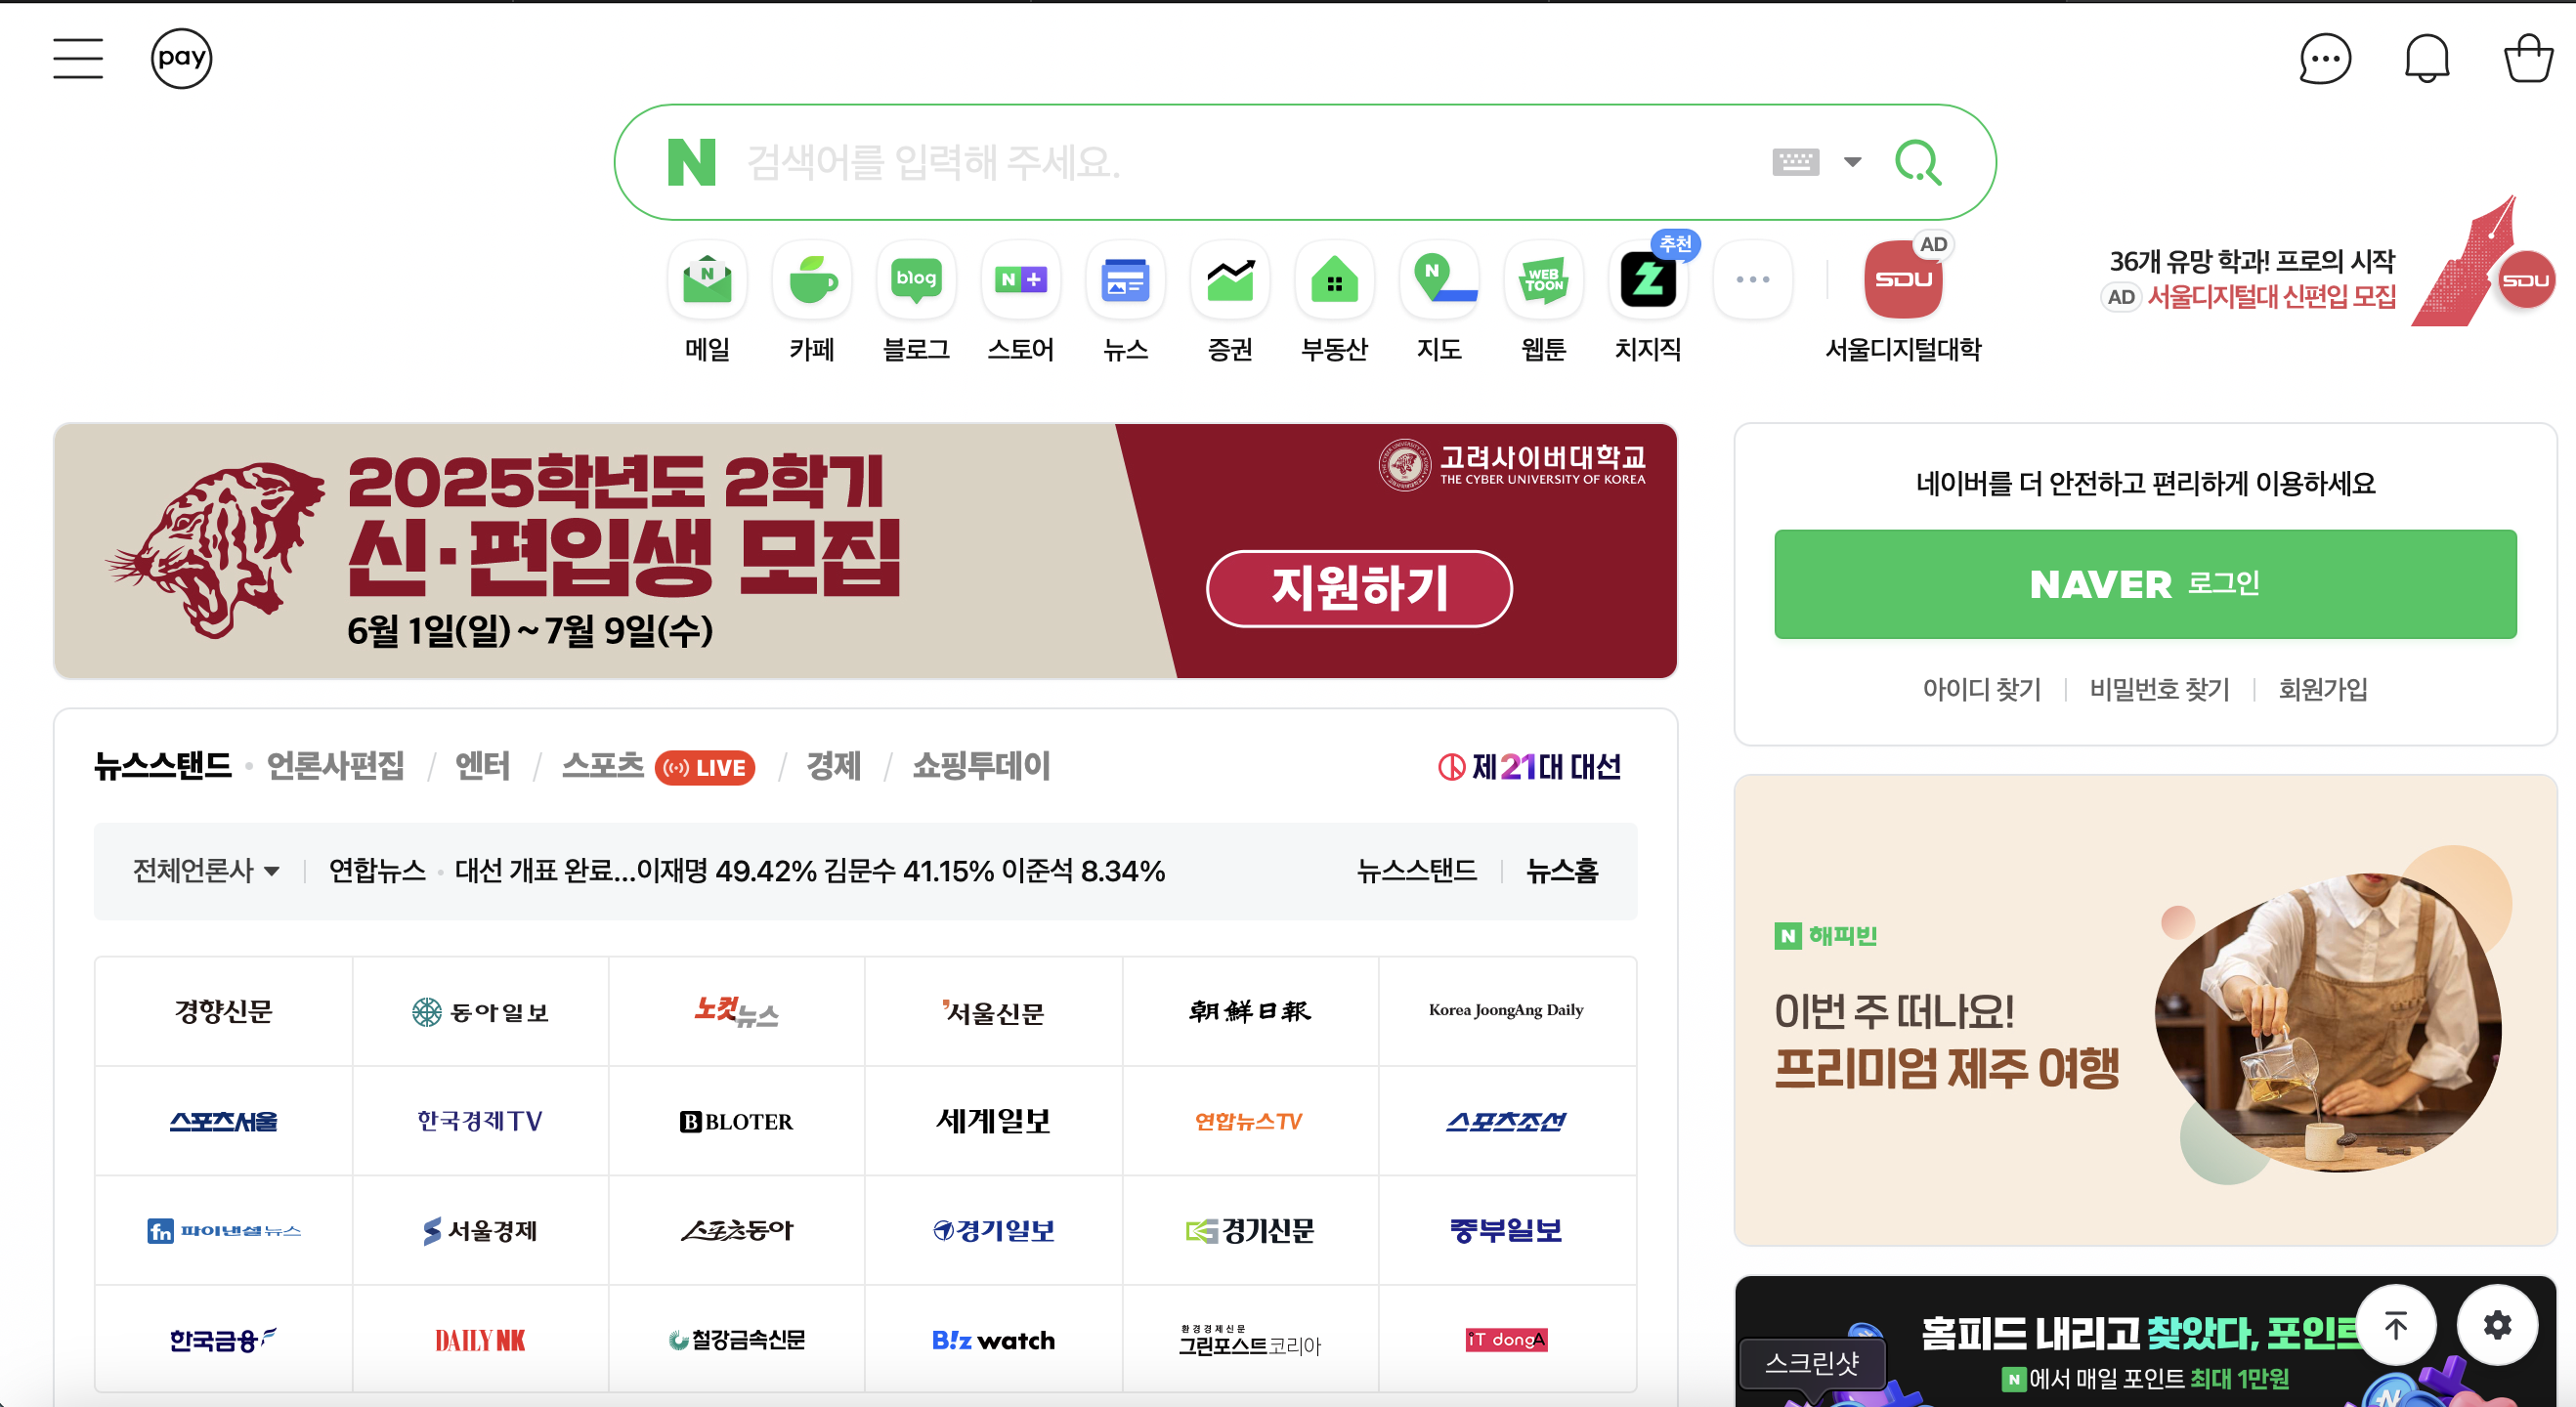 pay
N 검색어를 입력해 주세요.
N
blog
N+
N
WEB TOON
추천
SDU
AD
메일
카페
블로그
스토어
뉴스
증권
부동산
지도
웹툰
치지직
서울디지털대학
36개 유망 학과! 프로의 시작
AD 서울디지털대 신편입 모집
SDU
2025학년도 2학기
신·편입생 모집
6월 1일(일) ~ 7월 9일(수)
고려사이버대학교
THE CYBER UNIVERSITY OF KOREA
지원하기
네이버를 더 안전하고 편리하게 이용하세요
NAVER 로그인
아이디 찾기
비밀번호 찾기
회원가입
뉴스스탠드 · 언론사편집 / 엔터 / 스포츠 LIVE / 경제 / 쇼핑투데이
제21대 대선
전체언론사
연합뉴스 · 대선 개표 완료...이재명 49.42% 김문수 41.15% 이준석 8.34%
뉴스스탠드
뉴스홈
경향신문
동아일보
노컷뉴스
서울신문
朝鮮日報
Korea JoongAng Daily
스포츠서울
한국경제TV
B BLOTER
세계일보
연합뉴스TV
스포츠조선
fn 파이낸셜뉴스
서울경제
스포츠동아
경기일보
경기신문
중부일보
한국금융
DAILY NK
철강금속신문
B!z watch
환경경제신문
그린포스트코리아
iT dongA
N 해피빈
이번 주 떠나요!
프리미엄 제주 여행
홈피드 내리고 찾았다, 포인트
N에서 매일 포인트 최대 1만원
스크린샷